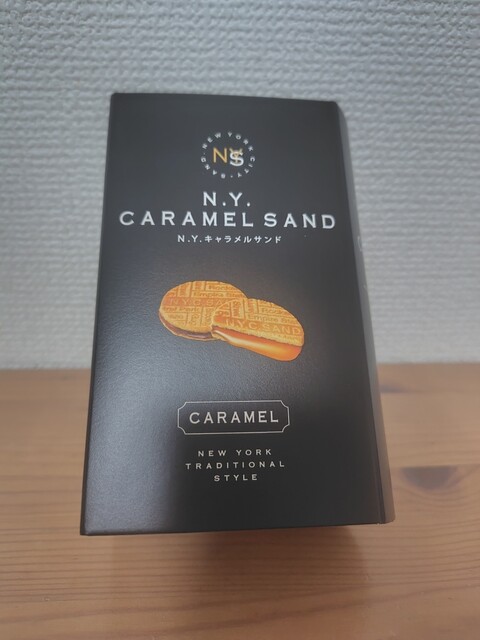 NEW YORK CITY・SAND・
NYS
N.Y.
CARAMEL SAND
N.Y.キャラメルサンド
N.Y.C.SAND
CARAMEL
NEW YORK
TRADITIONAL
STYLE